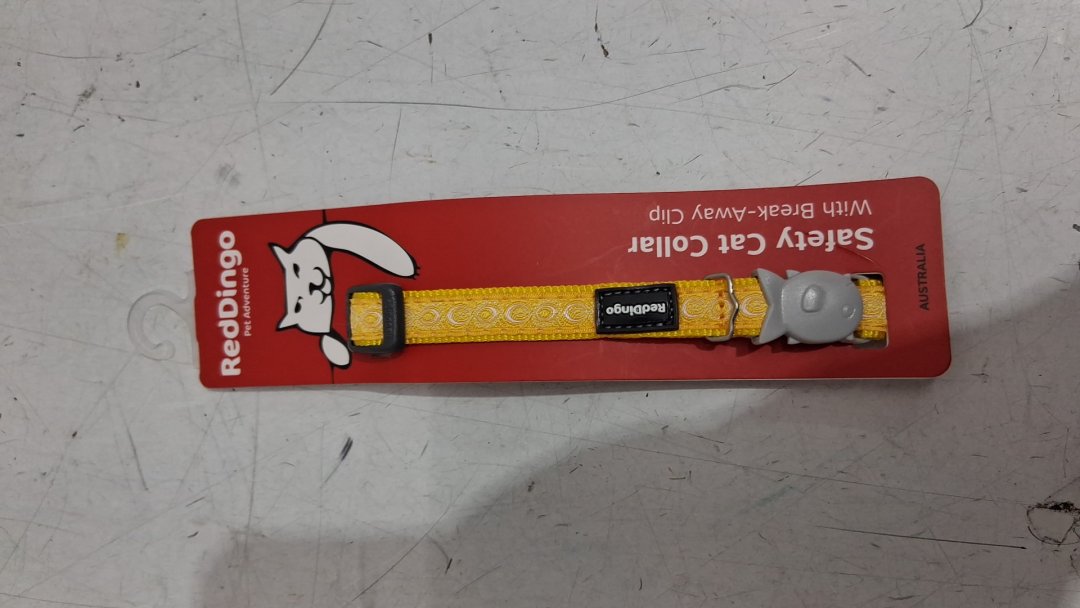 RedDingo
Pet Adventure
Safety Cat Collar
With Break-Away Clip
RedDingo
AUSTRALIA